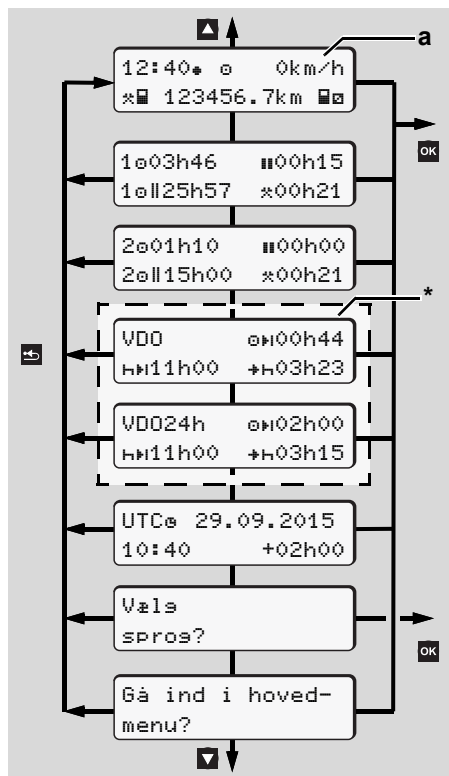 a
12:40 0km/h
123456.7km
OK
1 03h46 00h15
1 25h57 00h21
2 01h10 00h00
2 15h00 00h21
*
VDO 00h44
11h00 03h23
VDO24h 02h00
11h00 03h15
UTC 29.09.2015
10:40 +02h00
Vælg
sprog?
OK
Gå ind i hoved-
menu?